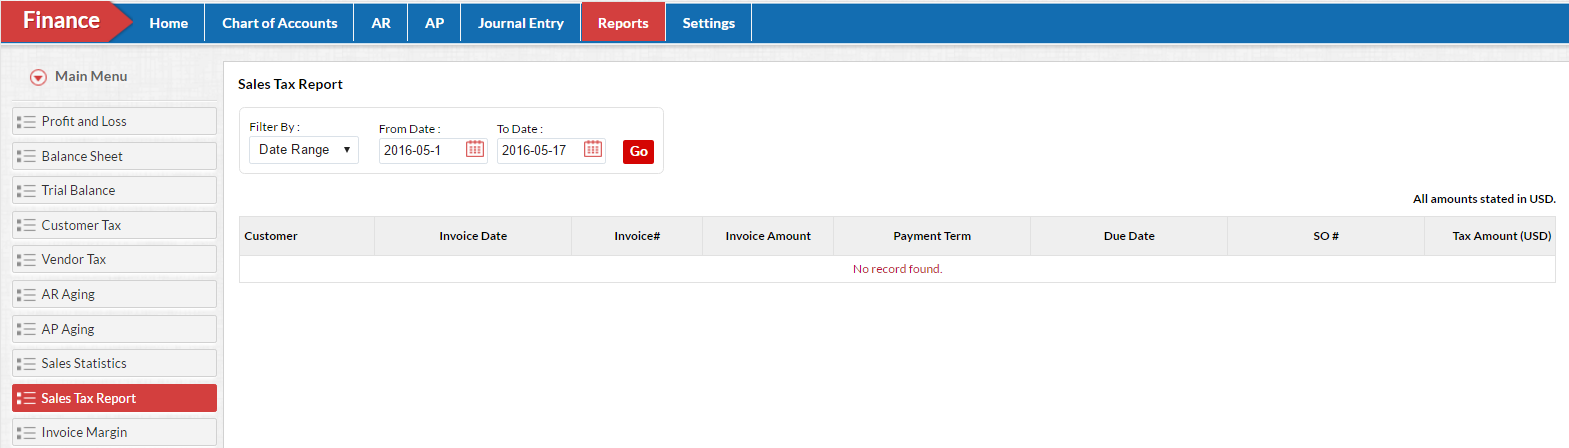 Finance
Home
Chart of Accounts
AR
AP
Journal Entry
Reports
Settings
Main Menu
Profit and Loss
Balance Sheet
Trial Balance
Customer Tax
Vendor Tax
AR Aging
AP Aging
Sales Statistics
Sales Tax Report
Invoice Margin
Sales Tax Report
Filter By :
From Date :
To Date :
Date Range
2016-05-1
2016-05-17
Go
All amounts stated in USD.
Customer
Invoice Date
Invoice#
Invoice Amount
Payment Term
Due Date
SO #
Tax Amount (USD)
No record found.